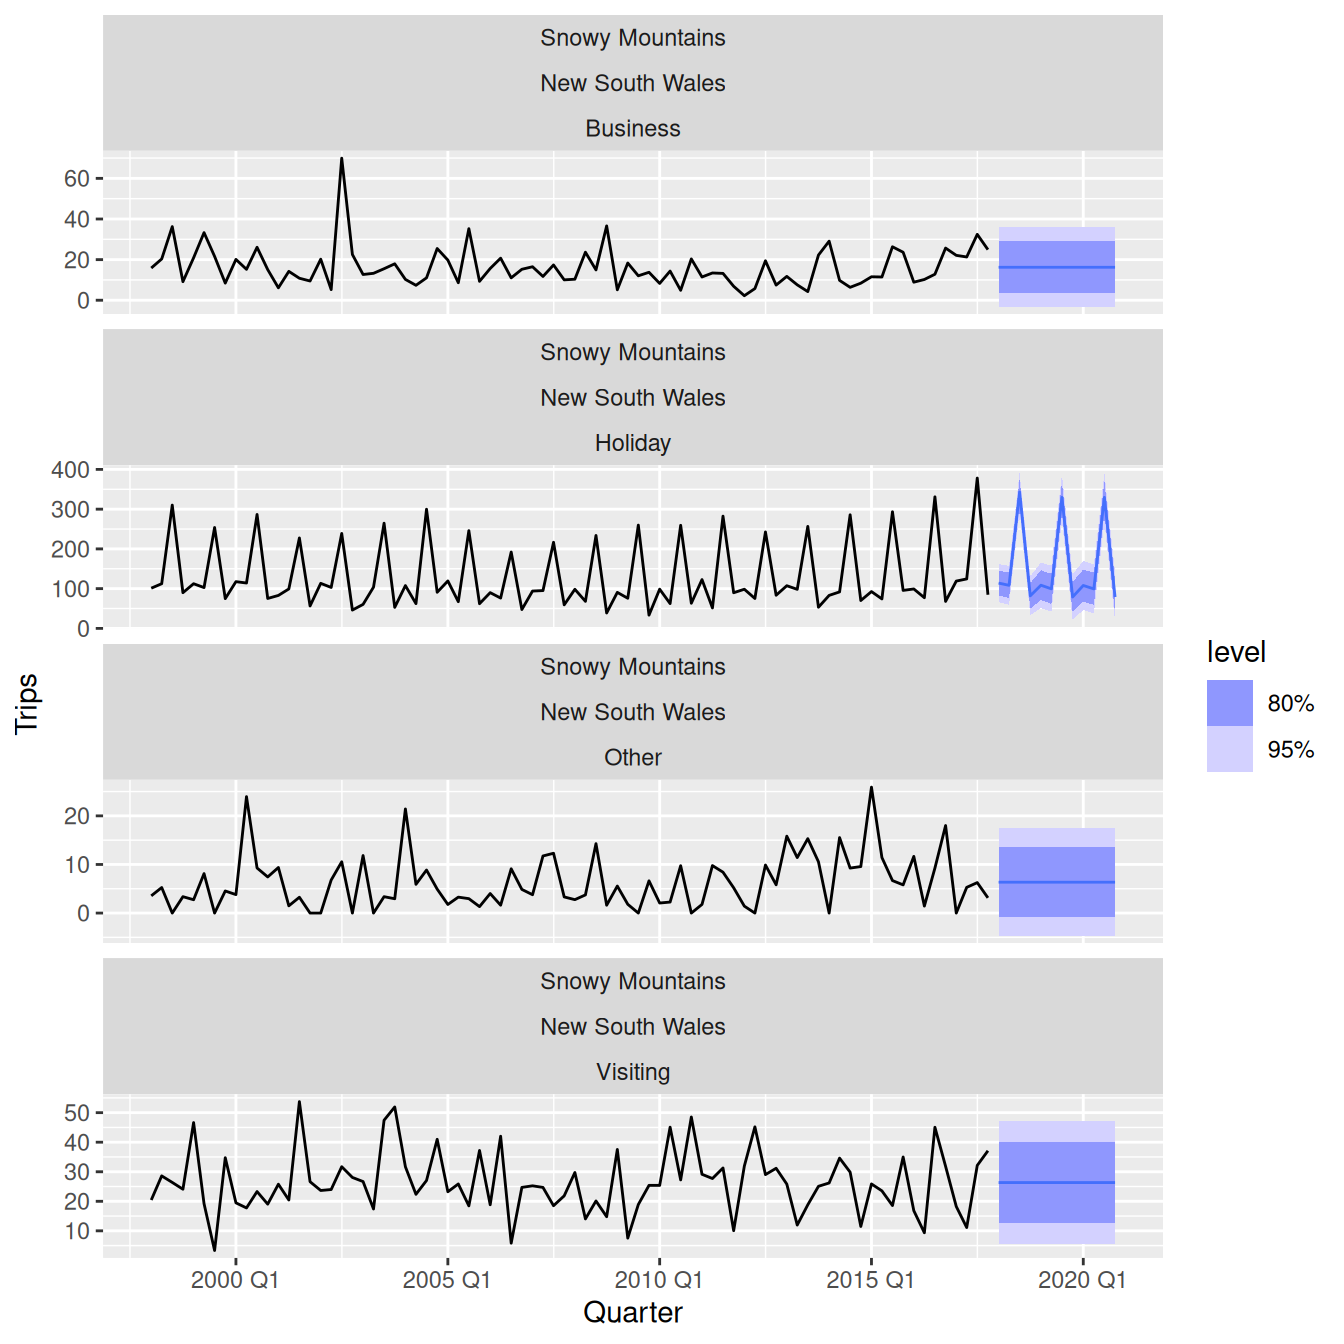 Snowy Mountains
New South Wales
Business
60
40
20
0
Snowy Mountains
New South Wales
Holiday
400
300
200
100
0
Snowy Mountains
New South Wales
Other
20
10
0
Snowy Mountains
New South Wales
Visiting
50
40
30
20
10
2000 Q1
2005 Q1
2010 Q1
2015 Q1
2020 Q1
Quarter
Trips
level
80%
95%